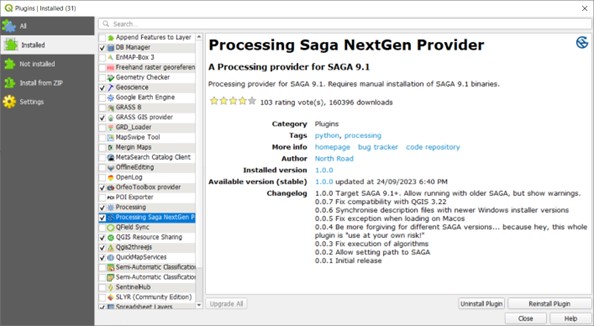 Plugins | Installed (31)
All
Installed
Not installed
Install from ZIP
Settings
Search...
Append Features to Layer
DB Manager
EnMAP-Box 3
Freehand raster georeferen
Geometry Checker
Geoscience
Google Earth Engine
GRASS 8
GRASS GIS provider
GRD_Loader
MapSwipe Tool
Mergin Maps
MetaSearch Catalog Client
OfflineEditing
OpenLog
OrfeoToolbox provider
POI Exporter
Processing
Processing Saga NextGen P
QField Sync
QGIS Resource Sharing
Qgis2threejs
QuickMapServices
Semi-Automatic Classification
Semi-Automatic Classification
SentinelHub
SLYR (Community Edition)
Spreadsheet Layers
Processing Saga NextGen Provider
A Processing provider for SAGA 9.1
Processing provider for SAGA 9.1. Requires manual installation of SAGA 9.1 binaries.
103 rating vote(s), 160396 downloads
Category Plugins
Tags python, processing
More info homepage bug tracker code repository
Author North Road
Installed version 1.0.0
Available version (stable) 1.0.0 updated at 24/09/2023 6:40 PM
Changelog 1.0.0 Target SAGA 9.1+. Allow running with older SAGA, but show warnings.
0.0.7 Fix compatibility with QGIS 3.22
0.0.6 Synchronise description files with newer Windows installer versions
0.0.5 Fix exception when loading on Macos
0.0.4 Be more forgiving for different SAGA versions... because hey, this whole
plugin is "use at your own risk!"
0.0.3 Fix execution of algorithms
0.0.2 Allow setting path to SAGA
0.0.1 Initial release
Upgrade All
Uninstall Plugin
Reinstall Plugin
Close
Help